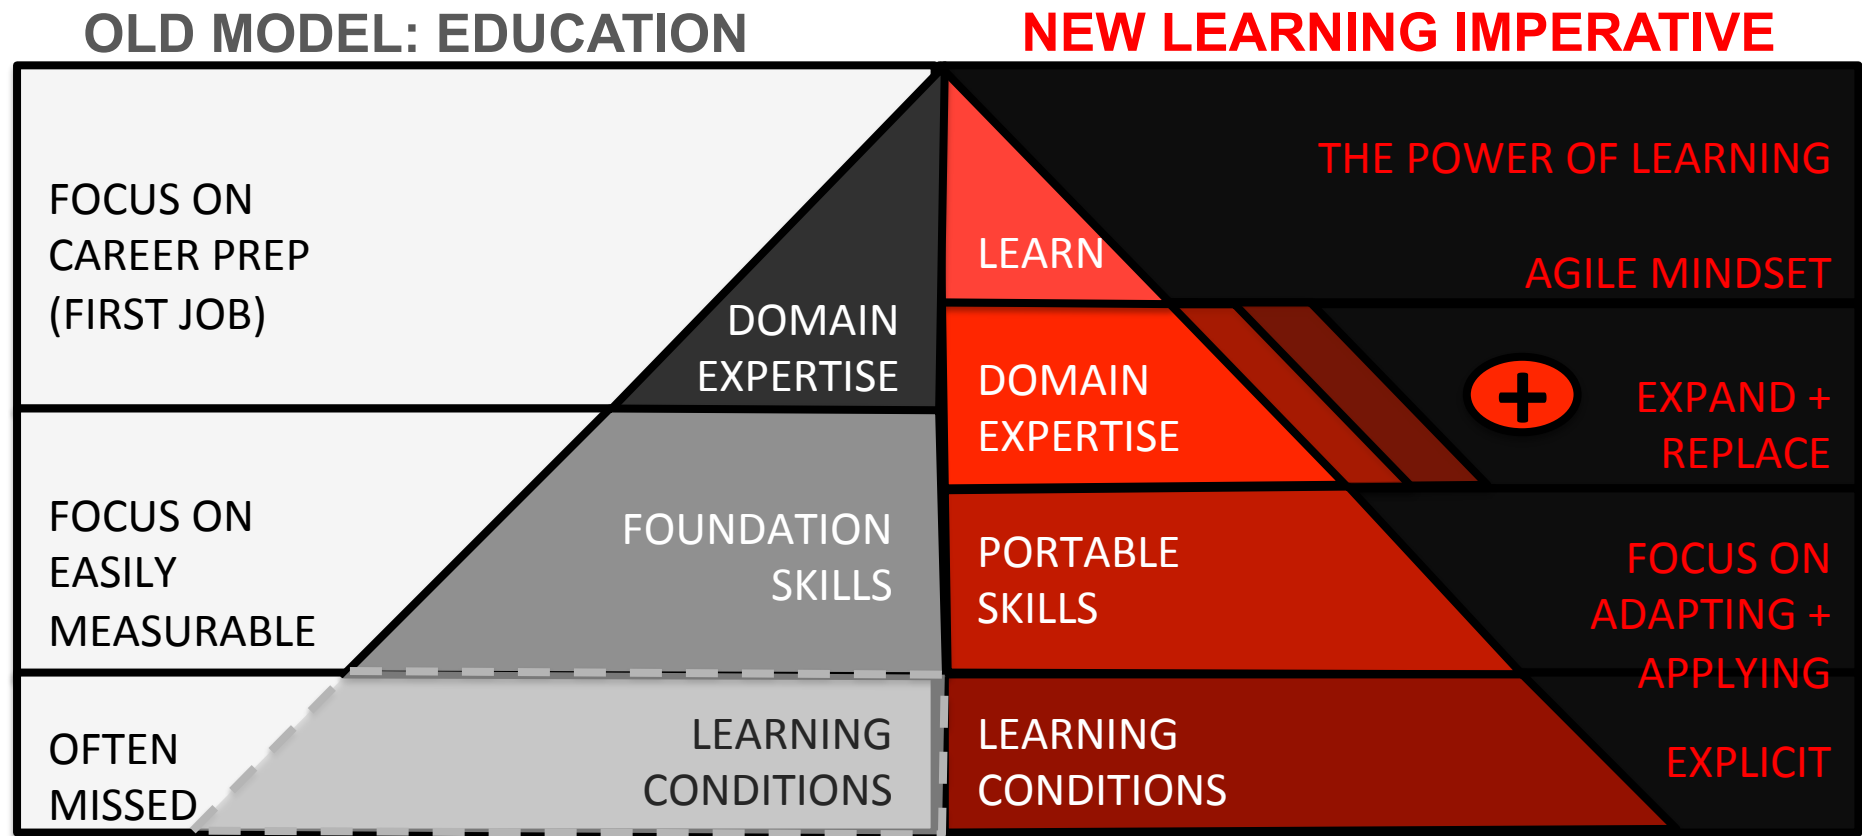 OLD MODEL: EDUCATION
FOCUS ON
CAREER PREP
(FIRST JOB)
DOMAIN
EXPERTISE
FOCUS ON
EASILY
MEASURABLE
FOUNDATION
SKILLS
OFTEN
MISSED
LEARNING
CONDITIONS
NEW LEARNING IMPERATIVE
LEARN
THE POWER OF LEARNING
AGILE MINDSET
DOMAIN
EXPERTISE
+
EXPAND +
REPLACE
PORTABLE
SKILLS
FOCUS ON
ADAPTING +
APPLYING
LEARNING
CONDITIONS
EXPLICIT